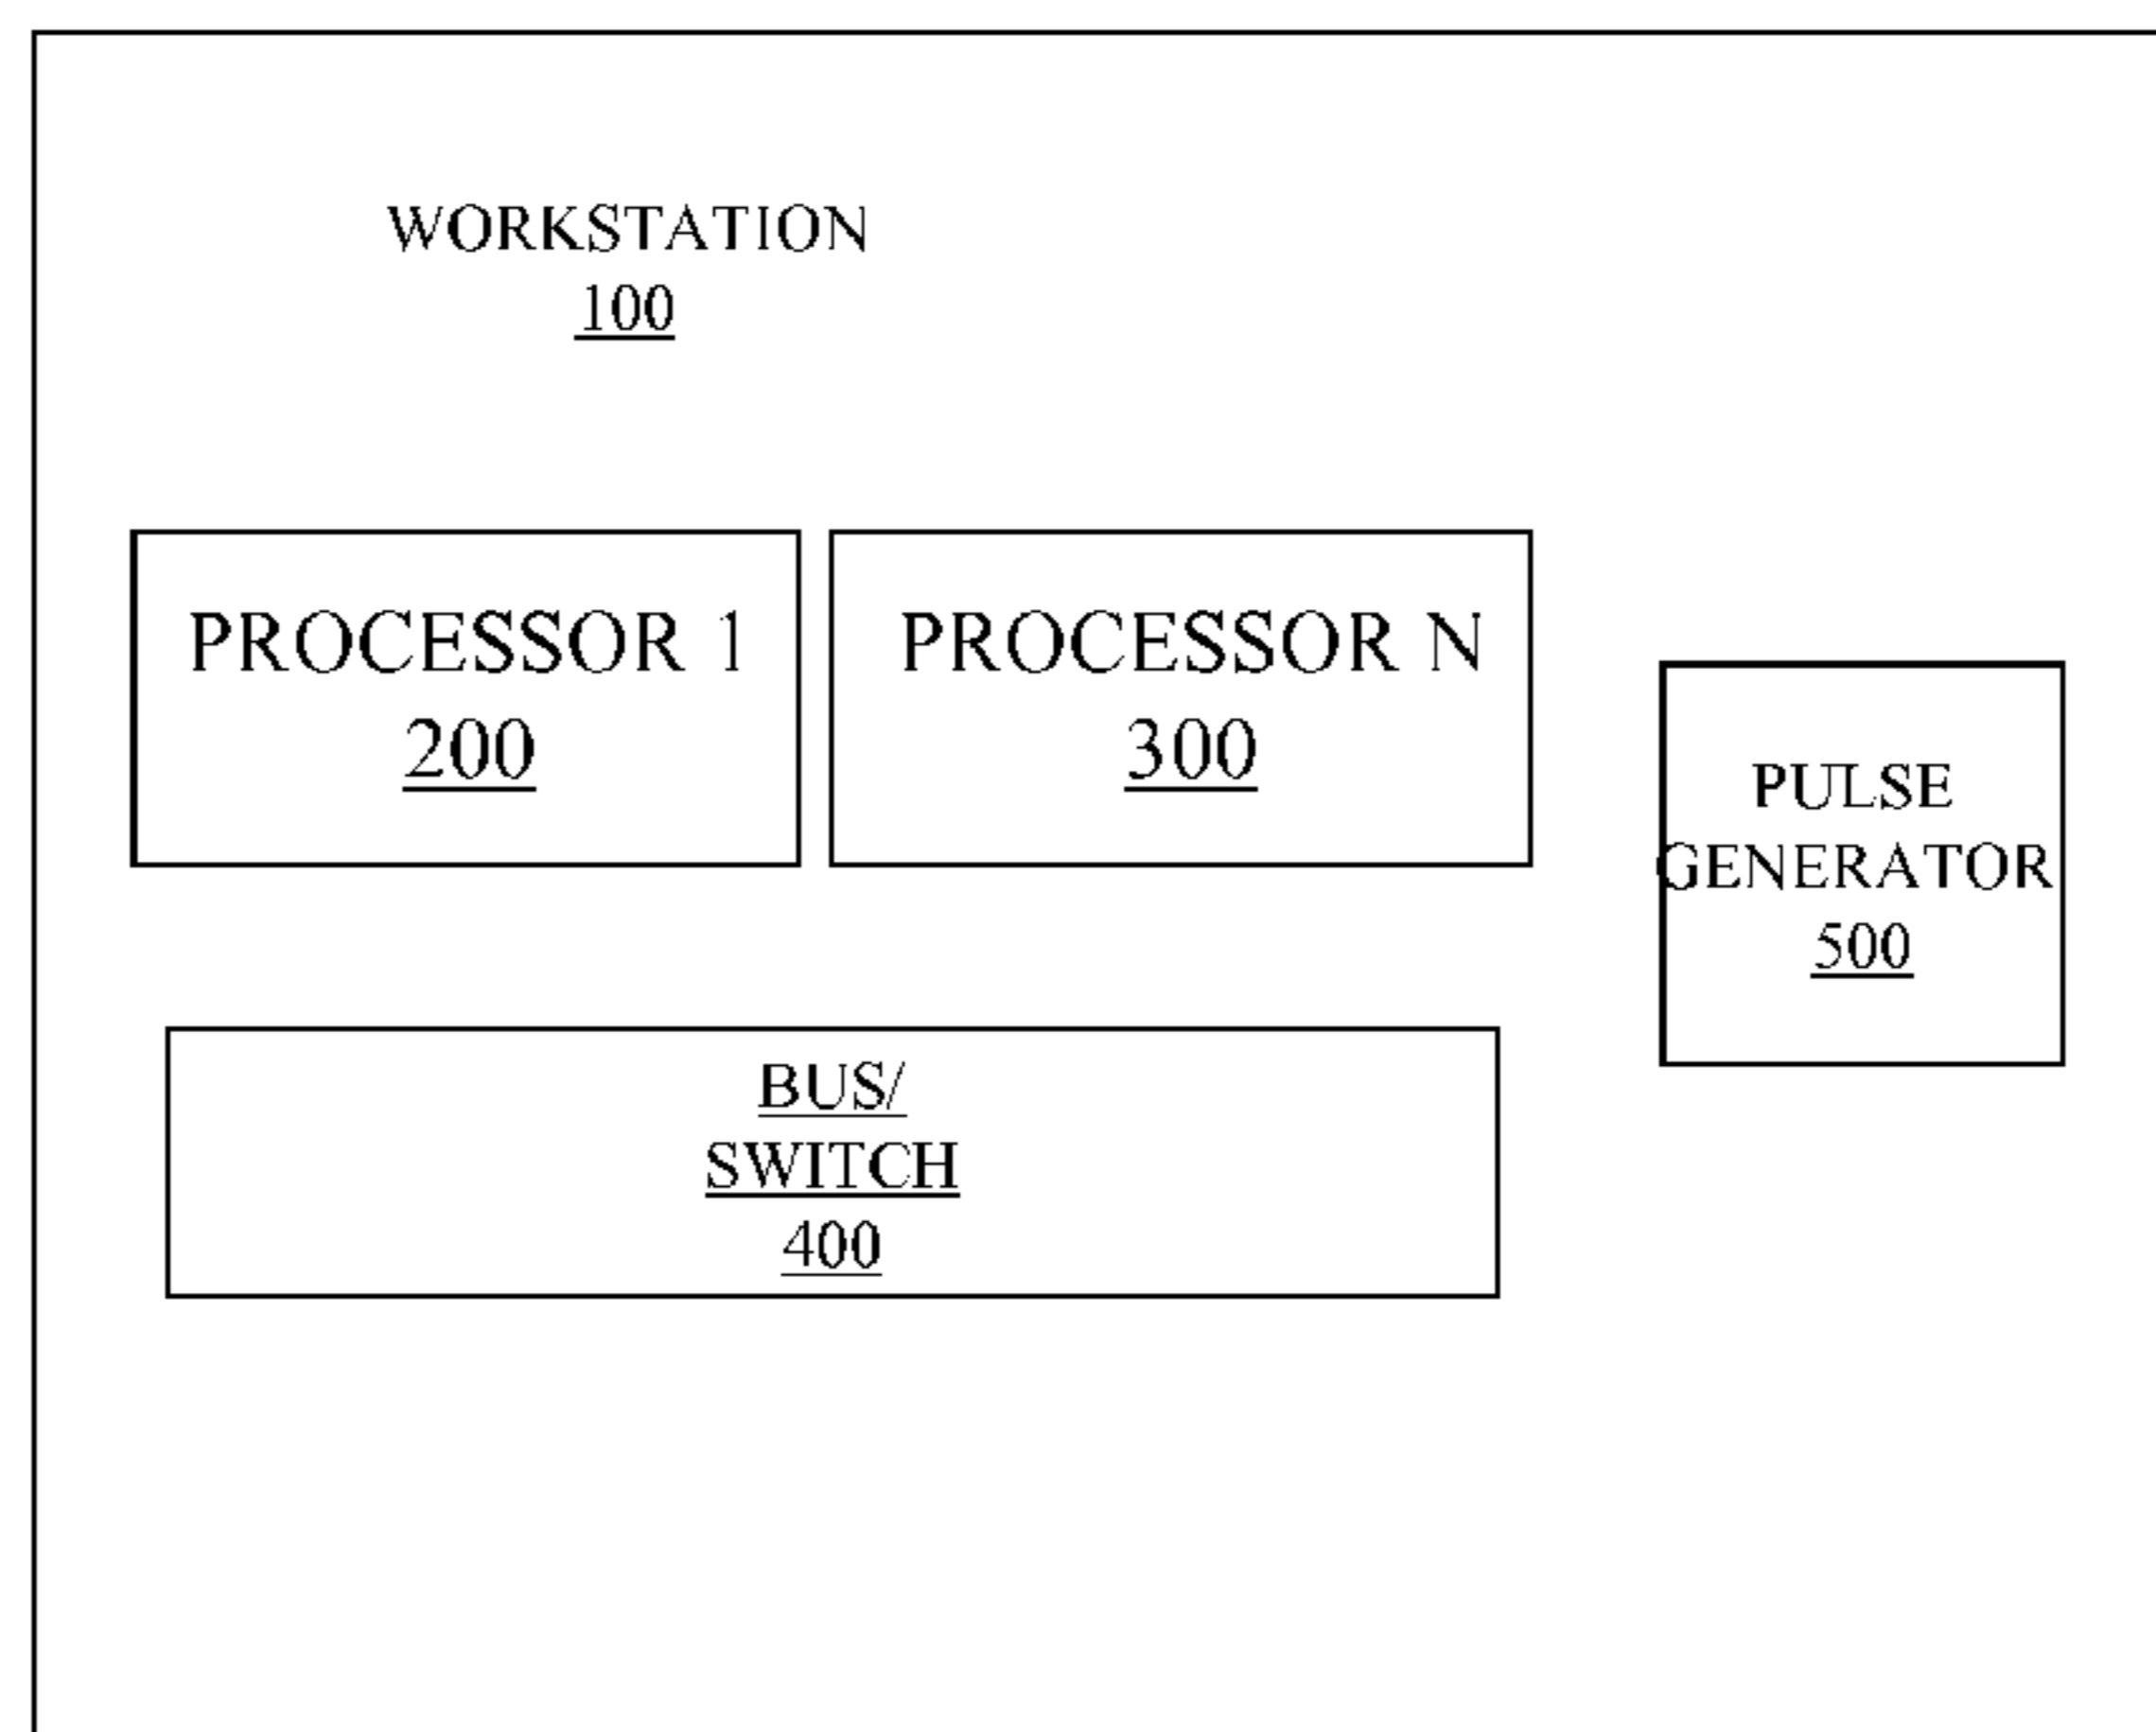 WORKSTATION
100
PROCESSOR 1
200
PROCESSOR N
300
PULSE
GENERATOR
500
BUS/
SWITCH
400